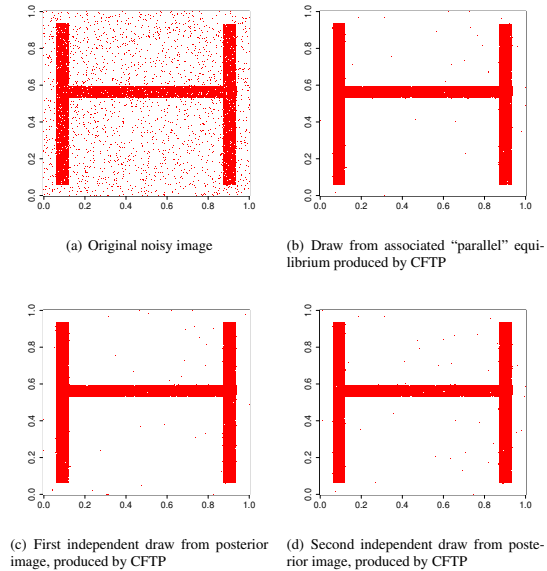 0.0 0.2 0.4 0.6 0.8 1.0
0.0 0.2 0.4 0.6 0.8 1.0
(a) Original noisy image
0.0 0.2 0.4 0.6 0.8 1.0
0.0 0.2 0.4 0.6 0.8 1.0
(b) Draw from associated “parallel” equi-
librium produced by CFTP
0.0 0.2 0.4 0.6 0.8 1.0
0.0 0.2 0.4 0.6 0.8 1.0
(c) First independent draw from posterior
image, produced by CFTP
0.0 0.2 0.4 0.6 0.8 1.0
0.0 0.2 0.4 0.6 0.8 1.0
(d) Second independent draw from poste-
rior image, produced by CFTP